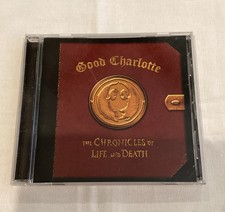 Good Charlotte
THE CHRONICLES OF
LIFE AND DEATH